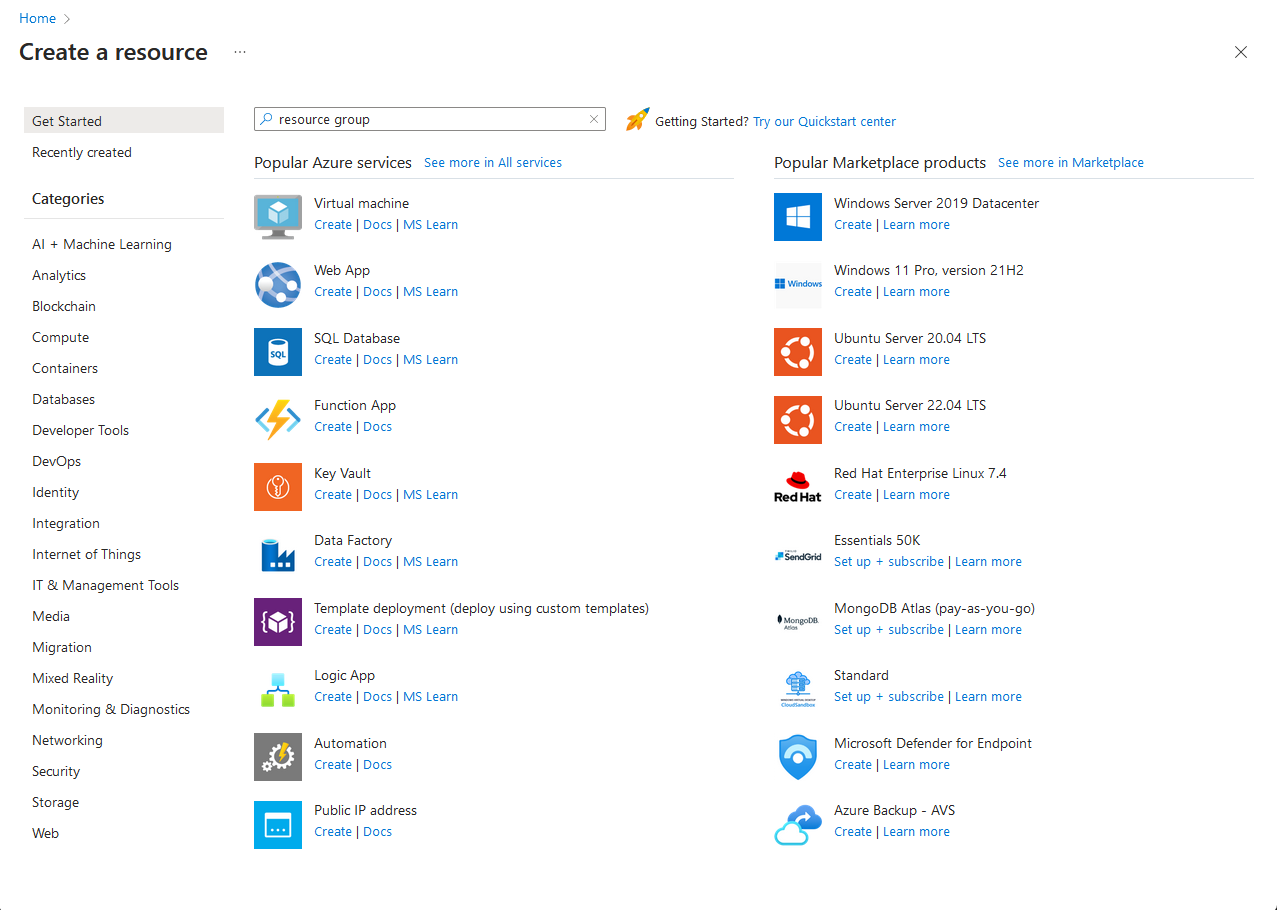 Home
Create a resource
Get Started
Recently created
Categories
AI + Machine Learning
Analytics
Blockchain
Compute
Containers
Databases
Developer Tools
DevOps
Identity
Integration
Internet of Things
IT & Management Tools
Media
Migration
Mixed Reality
Monitoring & Diagnostics
Networking
Security
Storage
Web
resource group
Getting Started? Try our Quickstart center
Popular Azure services See more in All services
Virtual machine
Create | Docs | MS Learn
Web App
Create | Docs | MS Learn
SQL
SQL Database
Create | Docs | MS Learn
Function App
Create | Docs
Key Vault
Create | Docs | MS Learn
Data Factory
Create | Docs | MS Learn
Template deployment (deploy using custom templates)
Create | Docs | MS Learn
Logic App
Create | Docs | MS Learn
Automation
Create | Docs
Public IP address
Create | Docs
Popular Marketplace products See more in Marketplace
Windows Server 2019 Datacenter
Create | Learn more
Windows
Windows 11 Pro, version 21H2
Create | Learn more
Ubuntu Server 20.04 LTS
Create | Learn more
Ubuntu Server 22.04 LTS
Create | Learn more
Red Hat
Red Hat Enterprise Linux 7.4
Create | Learn more
SendGrid
Essentials 50K
Set up + subscribe | Learn more
MongoDB.
Atlas
MongoDB Atlas (pay-as-you-go)
Set up + subscribe | Learn more
CloudSandbox
Standard
Set up + subscribe | Learn more
Microsoft Defender for Endpoint
Create | Learn more
Azure Backup - AVS
Create | Learn more